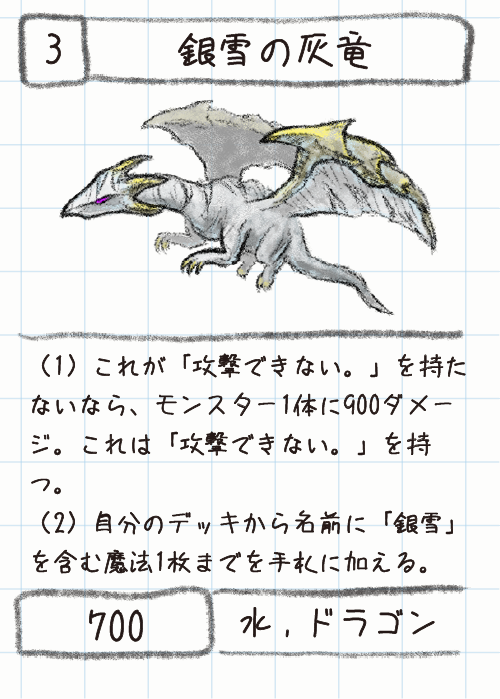 3
銀雪の灰竜
(1) これが「攻撃できない。」を持た
ないなら、モンスター1体に900ダメー
ジ。これは「攻撃できない。」を持
つ。
(2) 自分のデッキから名前に「銀雪」
を含む魔法1枚までを手札に加える。
700
水,ドラゴン